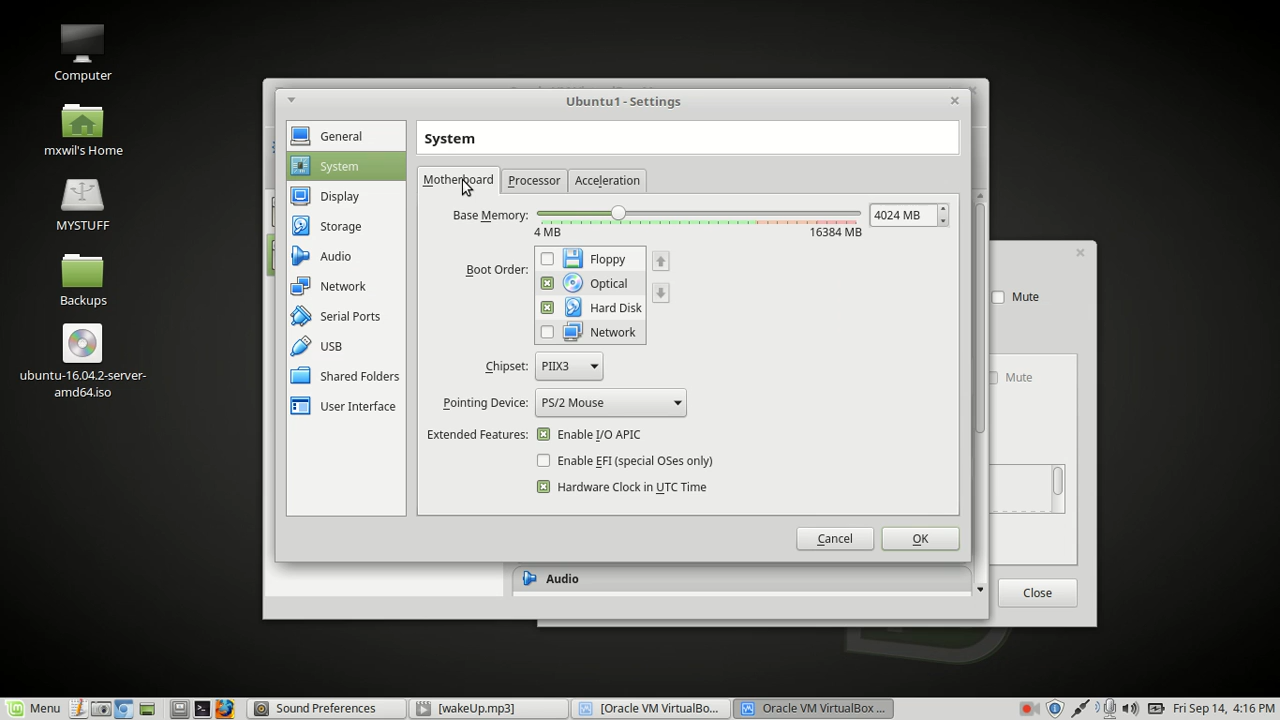 Computer
mxwil's Home
MYSTUFF
Backups
ubuntu-16.04.2-server-
amd64.iso
Ubuntu1 - Settings
General
System
Display
Storage
Audio
Network
Serial Ports
USB
Shared Folders
User Interface
System
Motherboard Processor Acceleration
Base Memory: 4024 MB
4 MB 16384 MB
Boot Order: Floppy
Optical
Hard Disk
Network
Chipset: PIIX3
Pointing Device: PS/2 Mouse
Extended Features: Enable I/O APIC
Enable EFI (special OSes only)
Hardware Clock in UTC Time
Cancel OK
Mute
Mute
Audio
Close
Menu Sound Preferences [wakeUp.mp3] [Oracle VM VirtualBo... Oracle VM VirtualBox ... Fri Sep 14, 4:16 PM